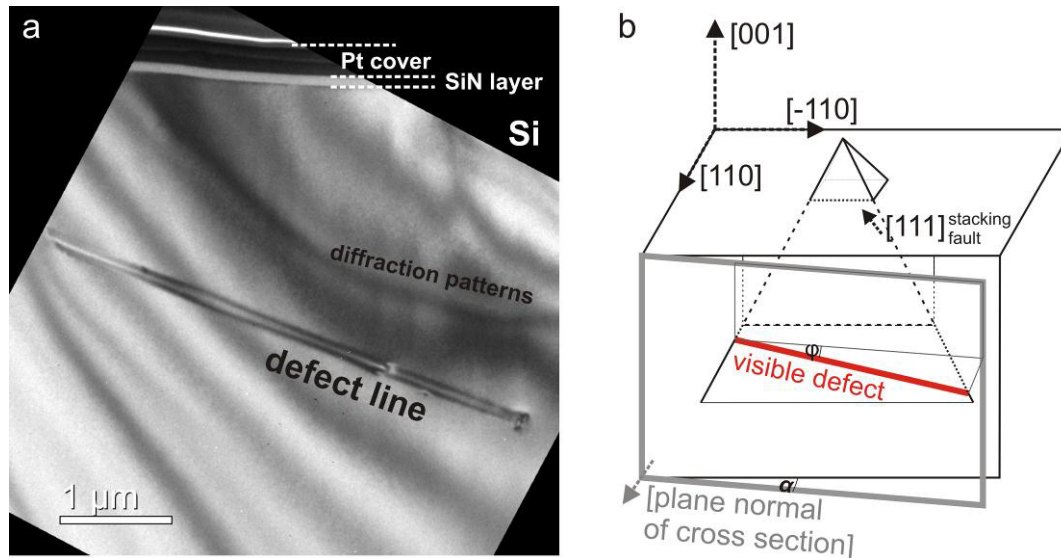 a
Pt cover
SiN layer
Si
diffraction patterns
defect line
1 μm
b
[001]
[-110]
[110]
[111] stacking
fault
φ
visible defect
α
[plane normal
of cross section]